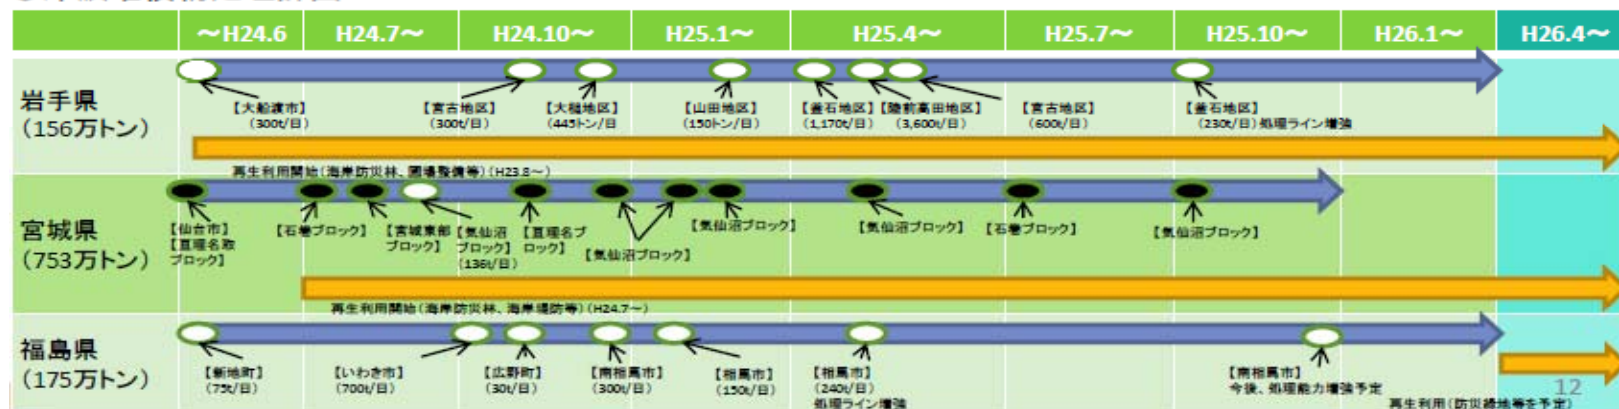 ～H24.6 H24.7～ H24.10～ H25.1～ H25.4～ H25.7～ H25.10～ H26.1～ H26.4～
岩手県
（156万トン）
【大船渡市】
（300t/日）
【宮古地区】
（300t/日）
【大槌地区】
（445トン/日
【山田地区】
（150トン/日）
【釜石地区】
（1,170t/日）
【陸前高田地区】
（3,600t/日）
【宮古地区】
（600t/日）
【釜石地区】
（230t/日）処理ライン増強
再生利用開始（海岸防災林、圃場整備等）（H23.8～）
宮城県
（753万トン）
【仙台市】
【亘理名取
ブロック】
【石巻ブロック】
【宮城東部
ブロック】
【気仙沼
ブロック】
（136t/日）
【亘理名ブ
ロック】
【気仙沼ブロック】
【気仙沼ブロック】
【気仙沼ブロック】
【石巻ブロック】
【気仙沼ブロック】
再生利用開始（海岸防災林、海岸堤防等）（H24.7～）
福島県
（175万トン）
【新地町】
（75t/日）
【いわき市】
（700t/日）
【広野町】
（30t/日）
【南相馬市】
（300t/日）
【相馬市】
（150t/日）
【相馬市】
（240t/日）
処理ライン増強
【南相馬市】
今後、処理能力増強予定
再生利用（防災緑地等を予定）
12